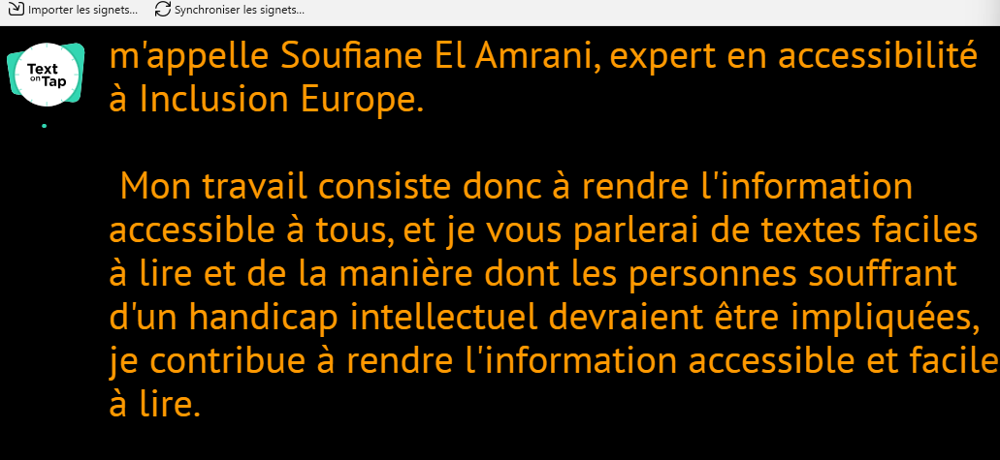 Importer les signets... Synchroniser les signets...
Text
on Tap
m'appelle Soufiane El Amrani, expert en accessibilité
à Inclusion Europe.
Mon travail consiste donc à rendre l'information
accessible à tous, et je vous parlerai de textes faciles
à lire et de la manière dont les personnes souffrant
d'un handicap intellectuel devraient être impliquées,
je contribue à rendre l'information accessible et facile
à lire.